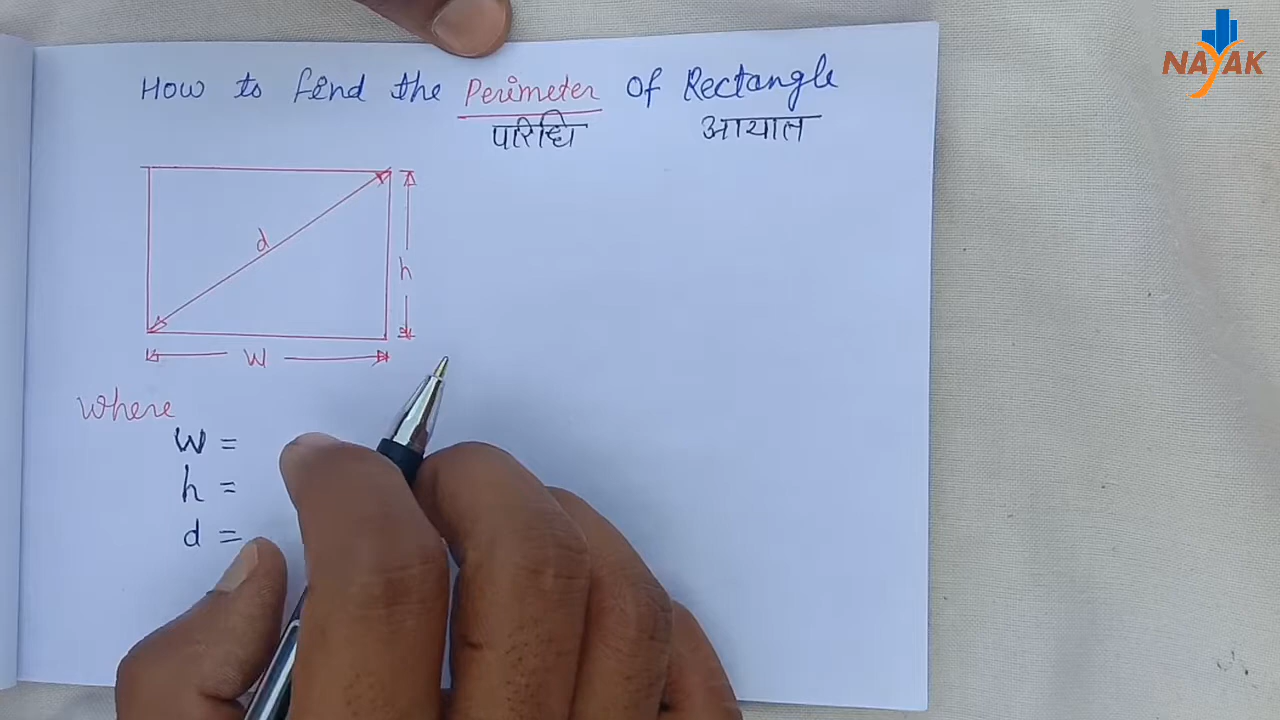 NAYAK
How to find the Perimeter of Rectangle
परिधि आयात
d
h
W
Where
W =
h =
d =